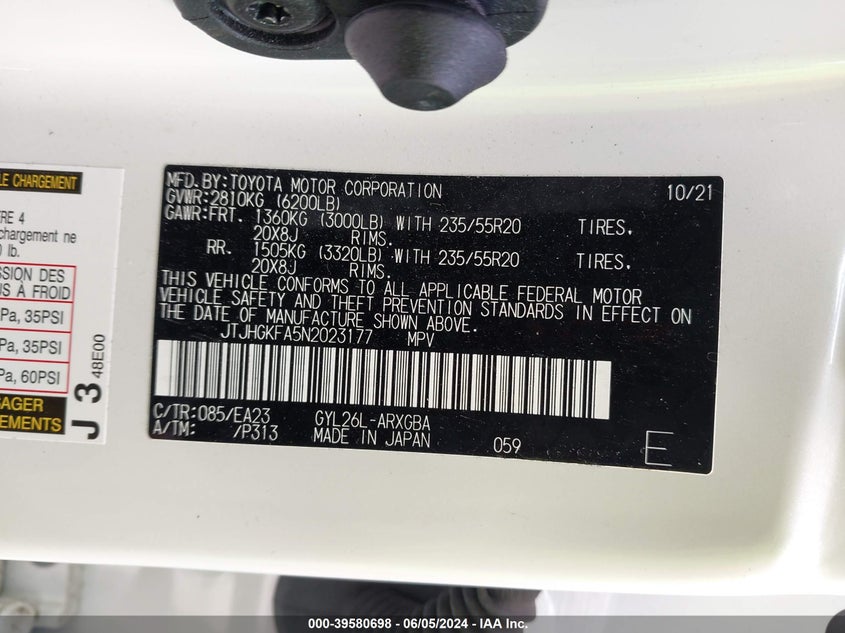 LE CHARGEMENT
RE 4
chargement ne
lb.
SSION DES
US À FROID
Pa, 35PSI
Pa, 35PSI
Pa, 60PSI
SAGER
EMENTS
J 3
48E00
MFD.BY:TOYOTA MOTOR CORPORATION 10/21
GVWR:2810KG (6200LB)
GAWR:FRT. 1360KG (3000LB) WITH 235/55R20 TIRES,
20X8J RIMS.
RR. 1505KG (3320LB) WITH 235/55R20 TIRES,
20X8J RIMS.
THIS VEHICLE CONFORMS TO ALL APPLICABLE FEDERAL MOTOR
VEHICLE SAFETY AND THEFT PREVENTION STANDARDS IN EFFECT ON
THE DATE OF MANUFACTURE SHOWN ABOVE.
JTJHGKFA5N2023177 MPV
C/TR:085/EA23 GYL26L-ARXGBA
A/TM: /P313 MADE IN JAPAN 059 E
000-39580698 - 06/05/2024 - IAA Inc.